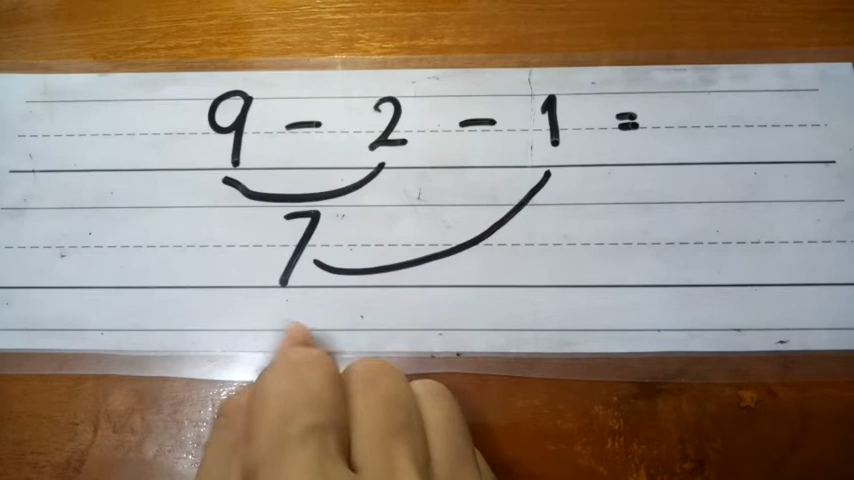 9 - 2 - 1 =
7